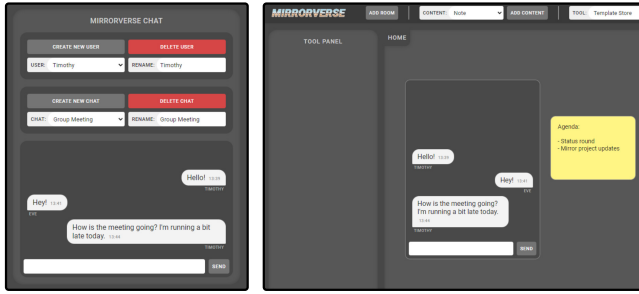 MIRRORVERSE CHAT
CREATE NEW USER DELETE USER
USER: Timothy RENAME: Timothy
CREATE NEW CHAT DELETE CHAT
CHAT: Group Meeting RENAME: Group Meeting
Hello! 13:39
TIMOTHY
Hey! 13:41
EVE
How is the meeting going? I'm running a bit
late today. 13:44
TIMOTHY
SEND
MIRRORVERSE ADD ROOM CONTENT: Note ADD CONTENT TOOL: Template Store
TOOL PANEL
HOME
Hello! 13:39
TIMOTHY
Hey! 13:41
EVE
How is the meeting going?
I'm running a bit late today.
13:44
TIMOTHY
SEND
Agenda:
- Status round
- Mirror project updates